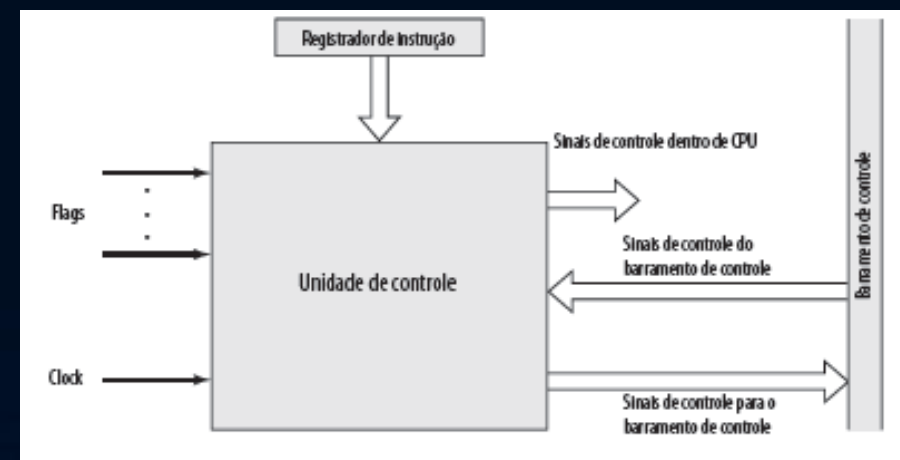 Registrador de instrução
Sinais de controle dentro de CPU
Flags
Sinais de controle do
barramento de controle
Unidade de controle
Barramento de controle
Clock
Sinais de controle para o
barramento de controle